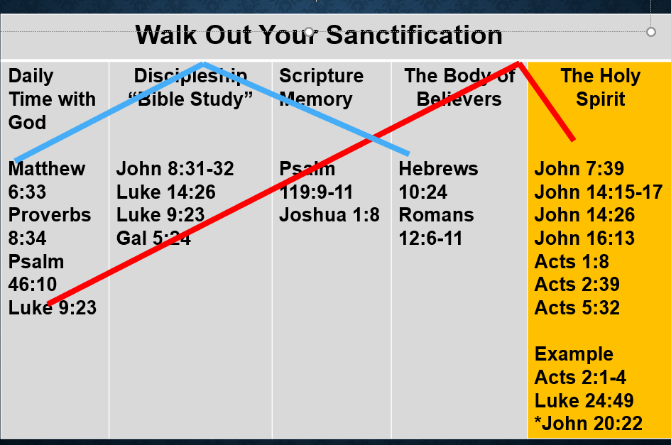 Walk Out Your Sanctification
Daily
Time with
God
Matthew
6:33
Proverbs
8:34
Psalm
46:10
Luke 9:23
Discipleship
“Bible Study”
John 8:31-32
Luke 14:26
Luke 9:23
Gal 5:24
Scripture
Memory
Psalm
119:9-11
Joshua 1:8
The Body of
Believers
Hebrews
10:24
Romans
12:6-11
The Holy
Spirit
John 7:39
John 14:15-17
John 14:26
John 16:13
Acts 1:8
Acts 2:39
Acts 5:32
Example
Acts 2:1-4
Luke 24:49
*John 20:22